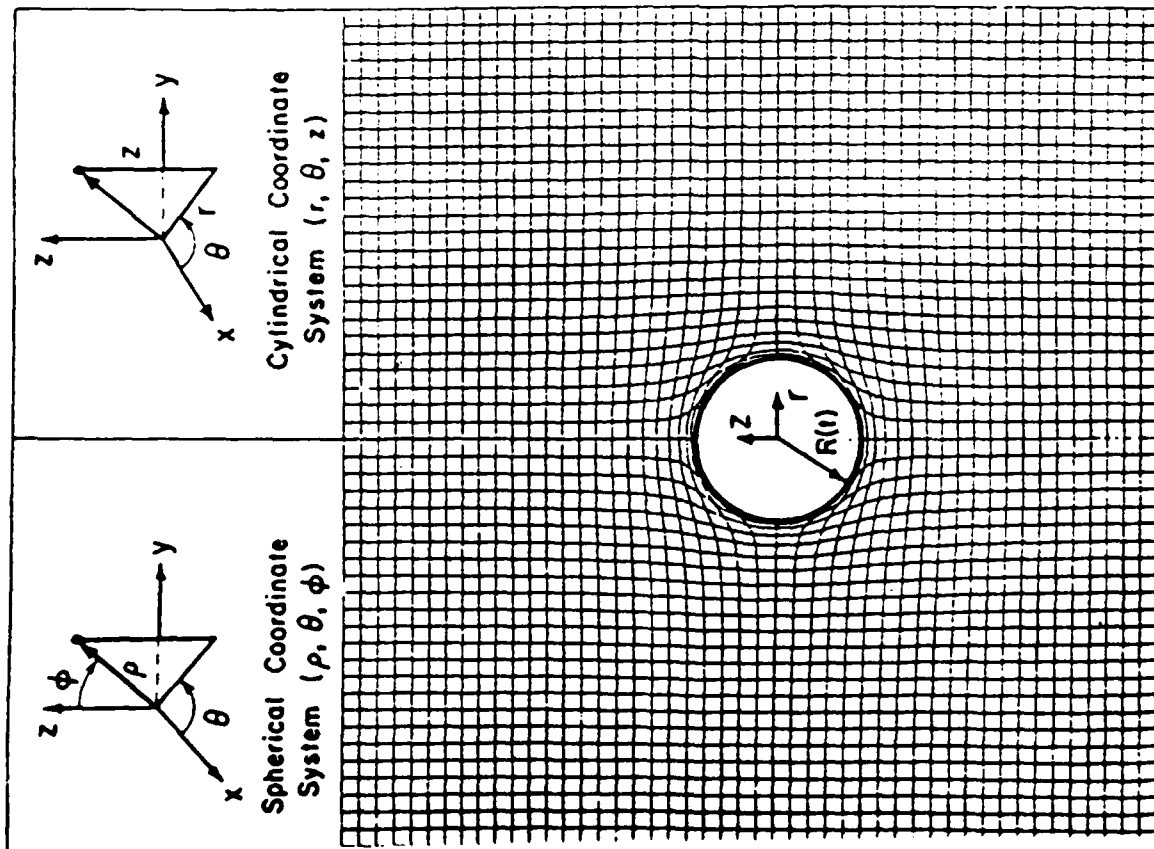 z
ϕ
ρ
y
θ
x
Spherical Coordinate
System (ρ, θ, ϕ)
z
z
y
r
θ
x
Cylindrical Coordinate
System (r, θ, z)
z
r
R(t)